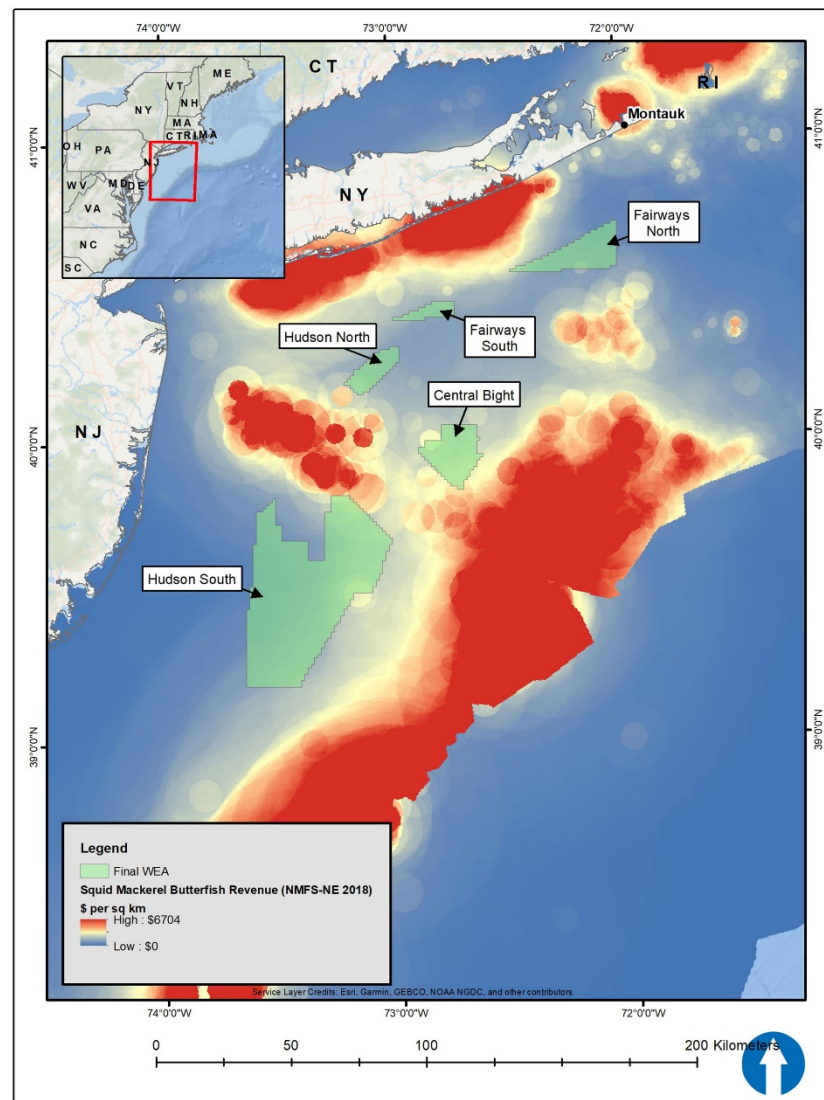 74°0'0"W 73°0'0"W 72°0'0"W
ME
VT
NH
NY
MA
CT RI MA
OH
PA
NJ
WV
MD
DE
VA
NC
SC
CT
RI
Montauk
41°0'0"N
41°0'0"N
NY
Fairways
North
Fairways
South
Hudson North
Central Bight
NJ
40°0'0"N
40°0'0"N
Hudson South
39°0'0"N
39°0'0"N
Legend
Final WEA
Squid Mackerel Butterfish Revenue (NMFS-NE 2018)
$ per sq km
High : $6704
Low : $0
Service Layer Credits: Esri, Garmin, GEBCO, NOAA NGDC, and other contributors
74°0'0"W 73°0'0"W 72°0'0"W
0 50 100 200 Kilometers